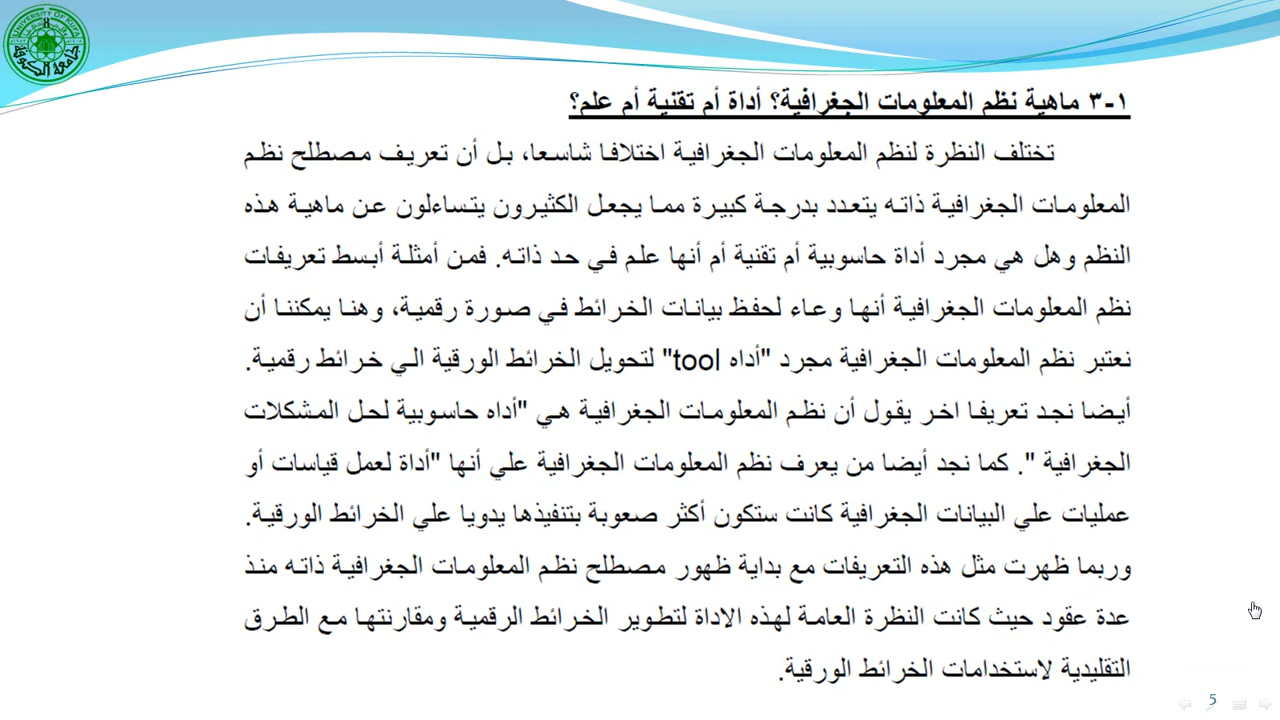 UNIVERSITY OF KUFA
جامعة الكوفة
١-٣ ماهية نظم المعلومات الجغرافية؟ أداة أم تقنية أم علم؟
تختلف النظرة لنظم المعلومات الجغرافية اختلافا شاسعا، بل أن تعريف مصطلح نظم
المعلومات الجغرافية ذاته يتعدد بدرجة كبيرة مما يجعل الكثيرون يتساءلون عن ماهية هذه
النظم وهل هي مجرد أداة حاسوبية أم تقنية أم أنها علم في حد ذاته. فمن أمثلة أبسط تعريفات
نظم المعلومات الجغرافية أنها وعاء لحفظ بيانات الخرائط في صورة رقمية، وهنا يمكننا أن
نعتبر نظم المعلومات الجغرافية مجرد "أداه tool" لتحويل الخرائط الورقية الي خرائط رقمية.
أيضا نجد تعريفا اخر يقول أن نظم المعلومات الجغرافية هي "أداه حاسوبية لحل المشكلات
الجغرافية ". كما نجد أيضا من يعرف نظم المعلومات الجغرافية علي أنها "أداة لعمل قياسات أو
عمليات علي البيانات الجغرافية كانت ستكون أكثر صعوبة بتنفيذها يدويا علي الخرائط الورقية.
وربما ظهرت مثل هذه التعريفات مع بداية ظهور مصطلح نظم المعلومات الجغرافية ذاته منذ
عدة عقود حيث كانت النظرة العامة لهذه الاداة لتطوير الخرائط الرقمية ومقارنتها مع الطرق
التقليدية لاستخدامات الخرائط الورقية.
5